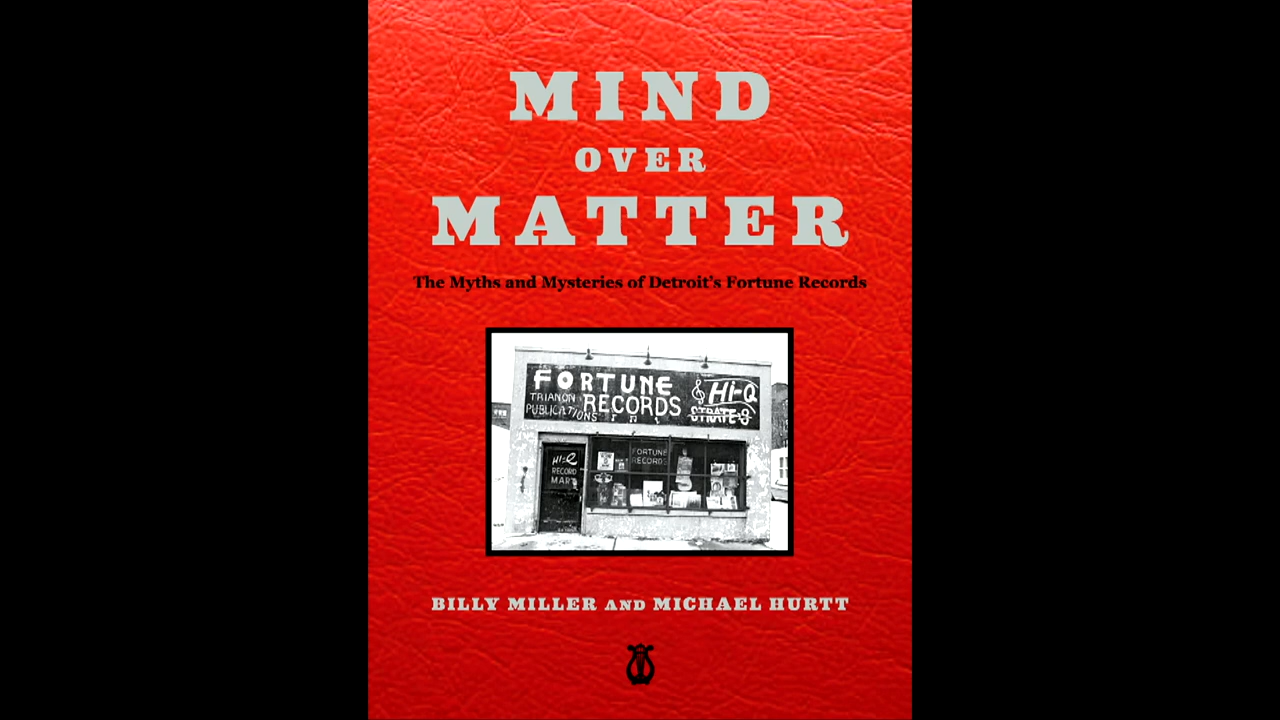 MIND
OVER
MATTER
The Myths and Mysteries of Detroit's Fortune Records
FORTUNE
RECORDS
TRIANON
PUBLICATIONS
Hi-Q
STRATE-8
FORTUNE
RECORDS
HI-Q
RECORD
MART
BILLY MILLER AND MICHAEL HURTT